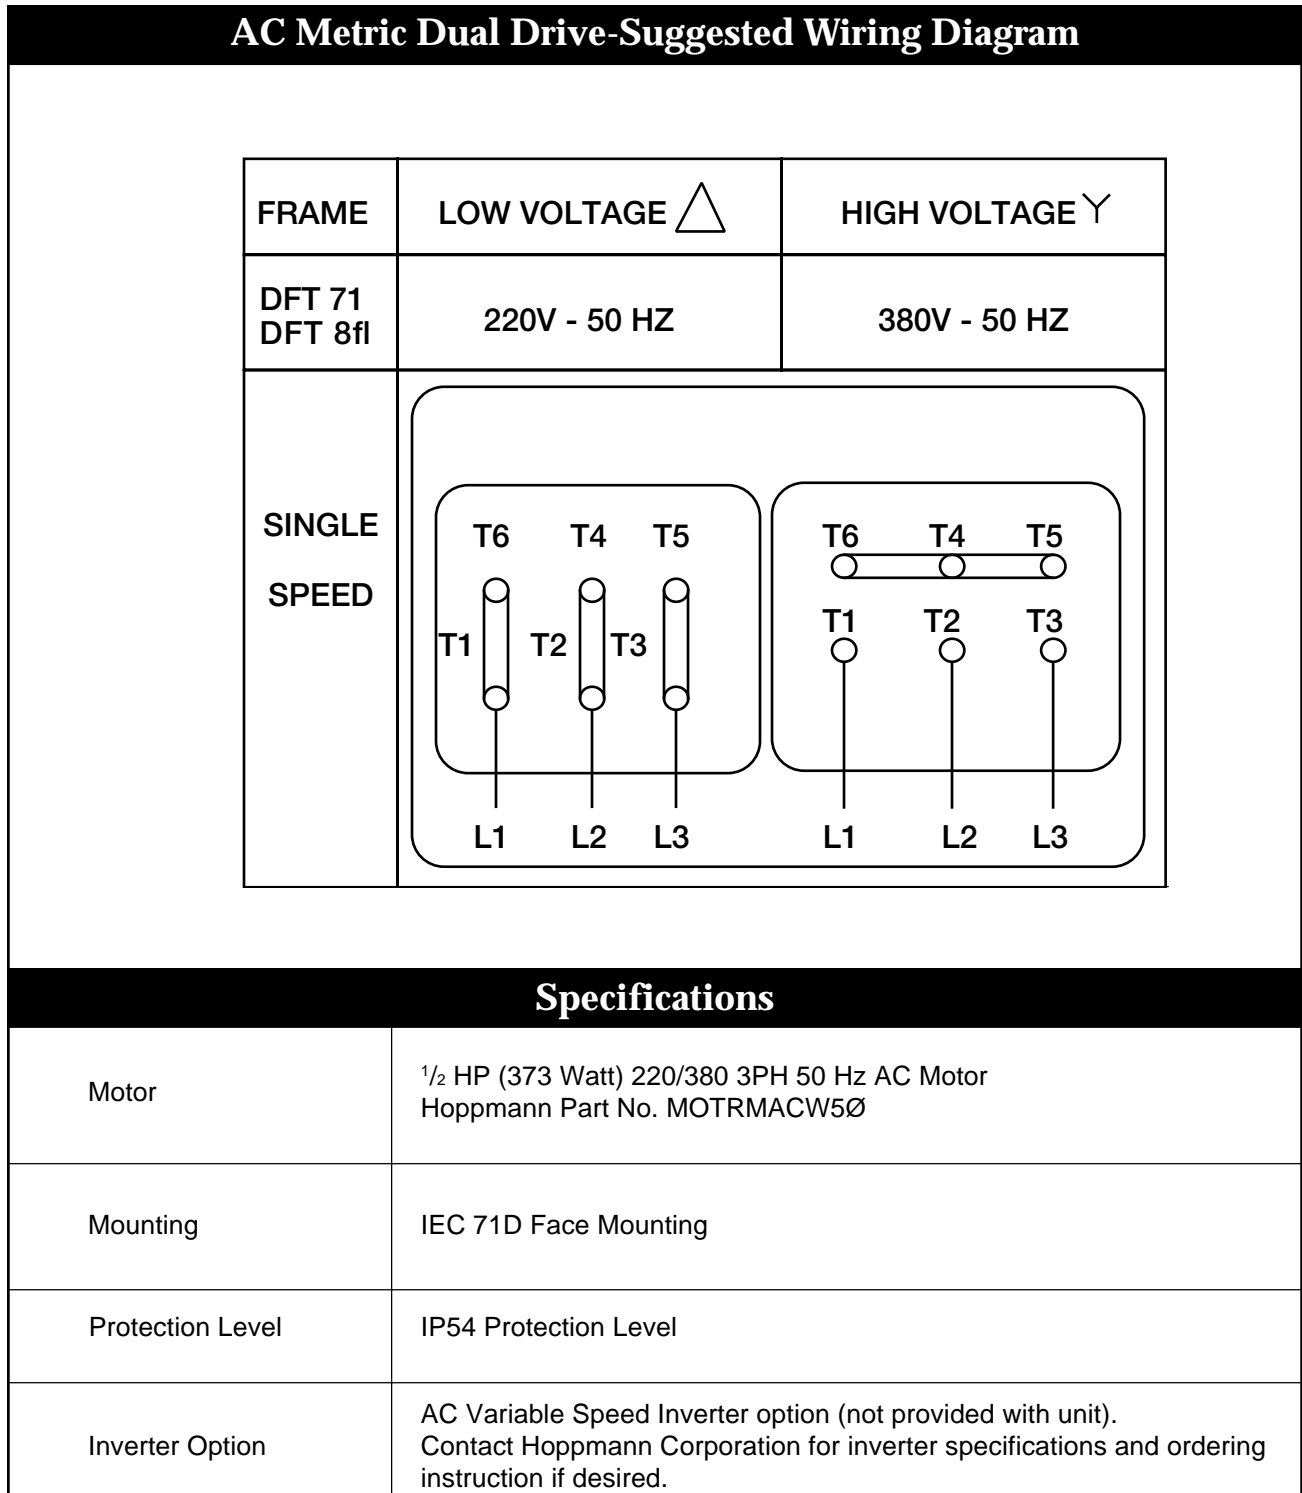 AC Metric Dual Drive-Suggested Wiring Diagram
FRAME LOW VOLTAGE HIGH VOLTAGE
DFT 71
DFT 8fl
220V - 50 HZ 380V - 50 HZ
SINGLE
SPEED
T6 T4 T5
T1 T2 T3
L1 L2 L3
T6 T4 T5
T1 T2 T3
L1 L2 L3
Specifications
Motor
1/2 HP (373 Watt) 220/380 3PH 50 Hz AC Motor
Hoppmann Part No. MOTRMACW5Ø
Mounting
IEC 71D Face Mounting
Protection Level
IP54 Protection Level
Inverter Option
AC Variable Speed Inverter option (not provided with unit).
Contact Hoppmann Corporation for inverter specifications and ordering
instruction if desired.